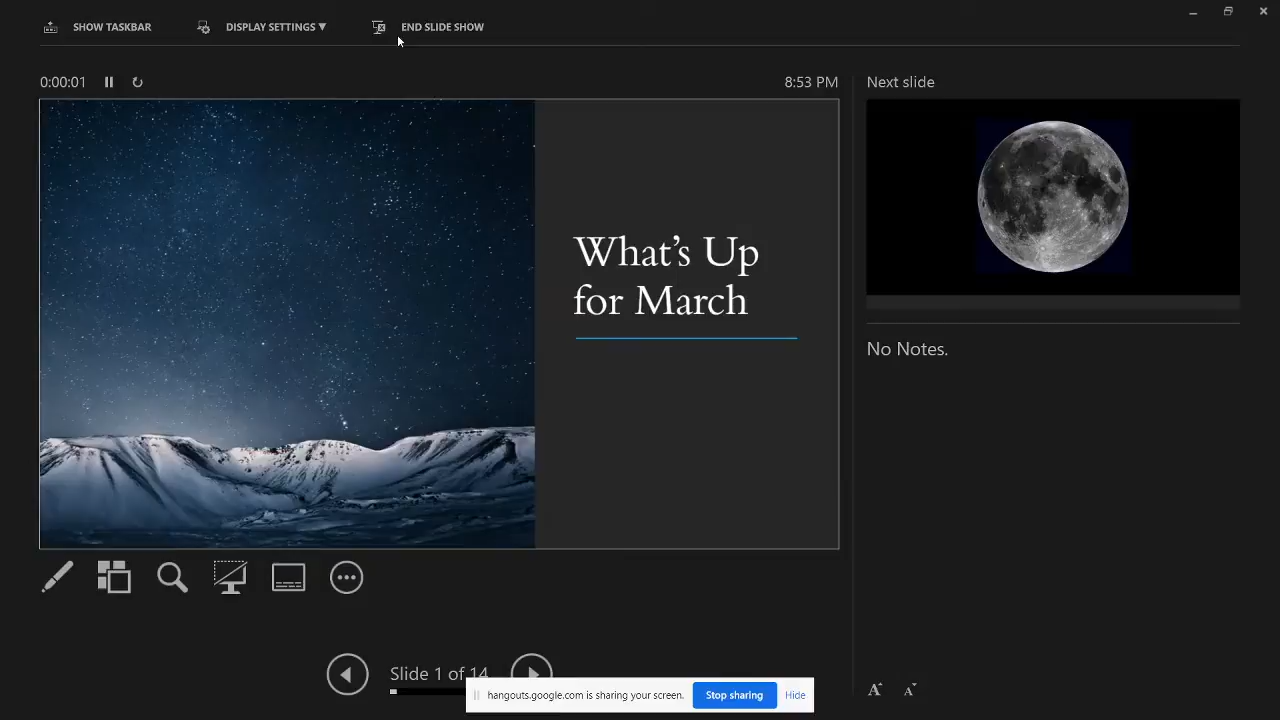 SHOW TASKBAR
DISPLAY SETTINGS ▼
END SLIDE SHOW
0:00:01
8:53 PM
Next slide
What's Up
for March
No Notes.
Slide 1 of 14
hangouts.google.com is sharing your screen.
Stop sharing
Hide
A
A